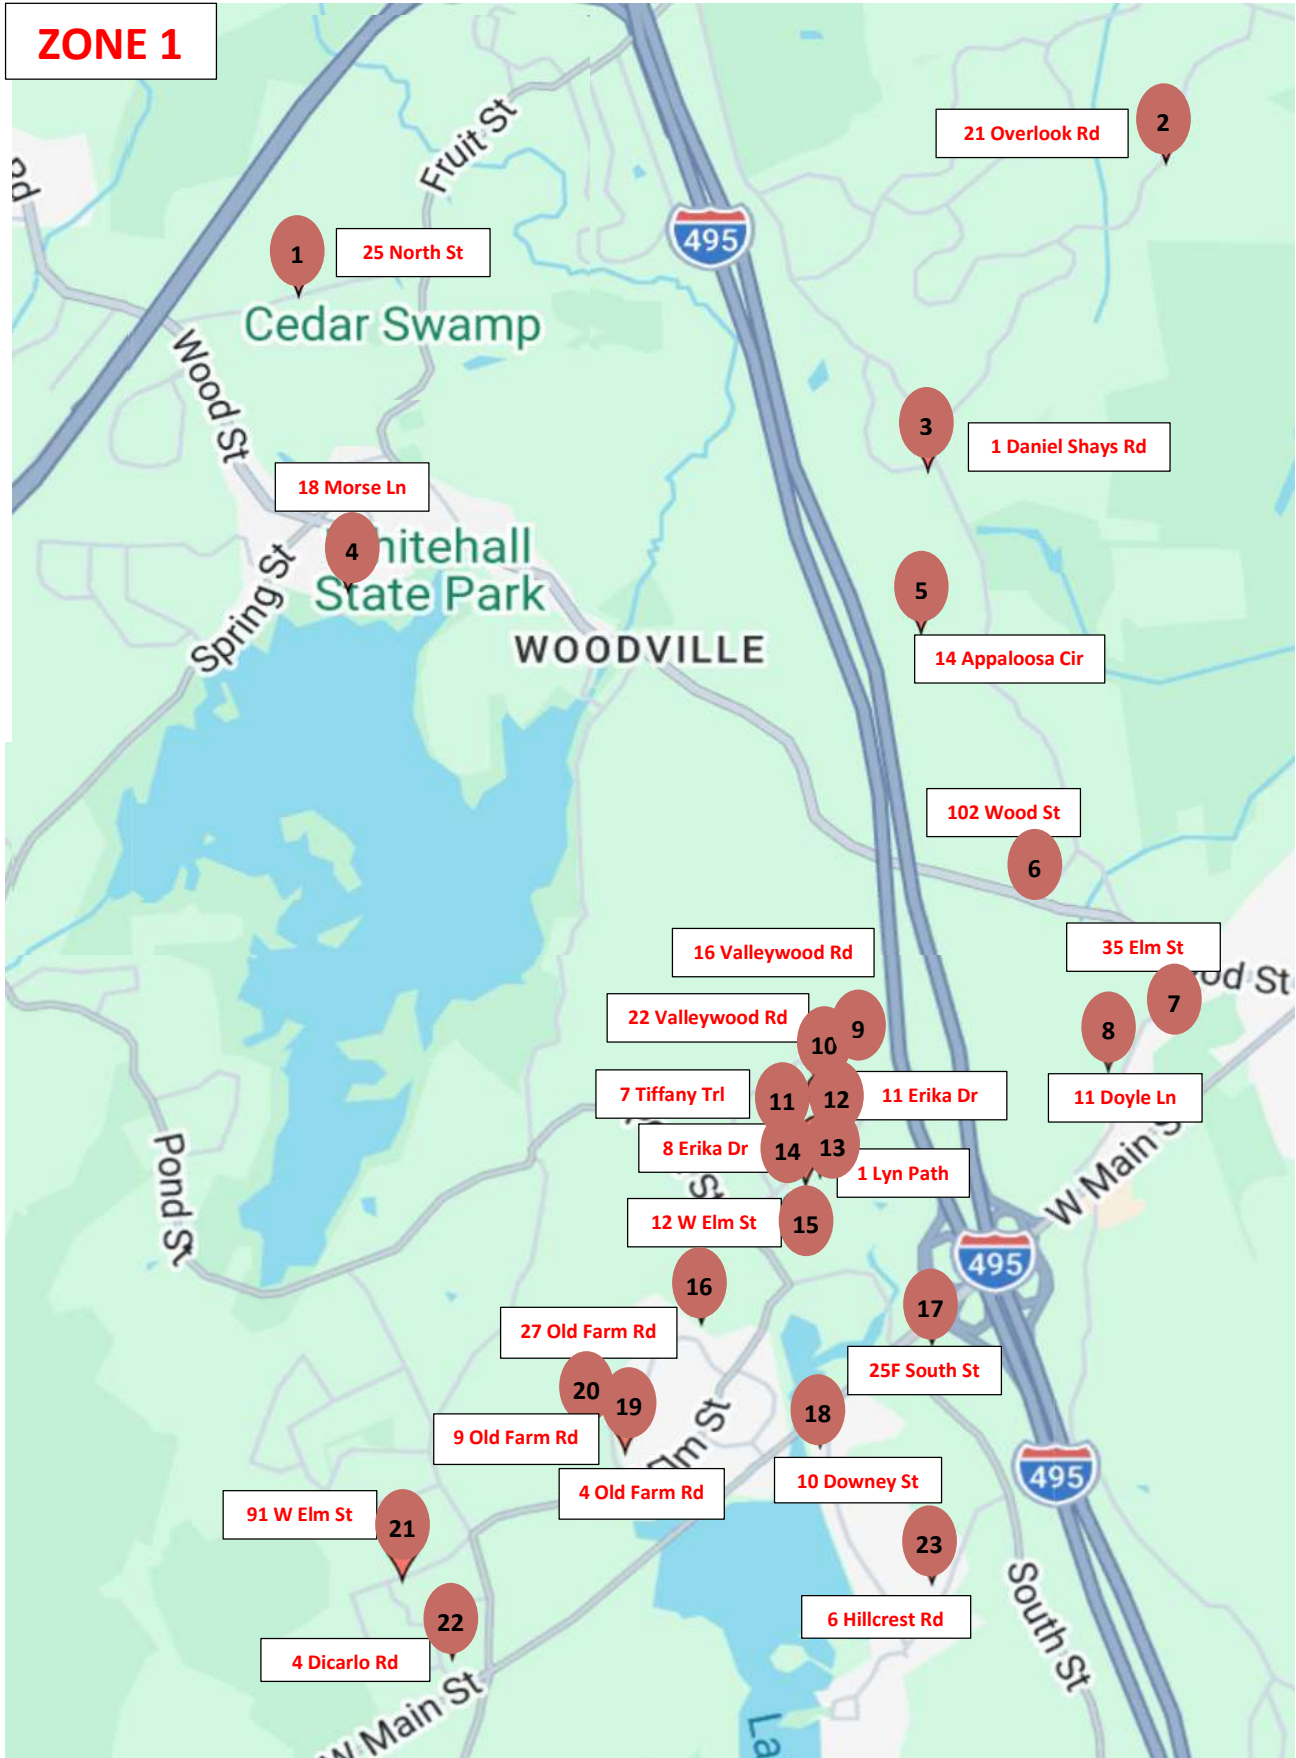 ZONE 1
2
21 Overlook Rd
Fruit St
Rd
495
1
25 North St
Cedar Swamp
Wood St
3
1 Daniel Shays Rd
18 Morse Ln
4
hitehall
State Park
Spring St
5
WOODVILLE
14 Appaloosa Cir
102 Wood St
6
35 Elm St
16 Valleywood Rd
od St
7
22 Valleywood Rd
9
8
10
7 Tiffany Trl
11
12
11 Erika Dr
11 Doyle Ln
8 Erika Dr
14
13
1 Lyn Path
W Main S
Pond St
St
12 W Elm St
15
495
16
17
27 Old Farm Rd
25F South St
20
19
18
9 Old Farm Rd
Elm St
495
10 Downey St
4 Old Farm Rd
91 W Elm St
21
23
22
6 Hillcrest Rd
South St
4 Dicarlo Rd
W Main St
La